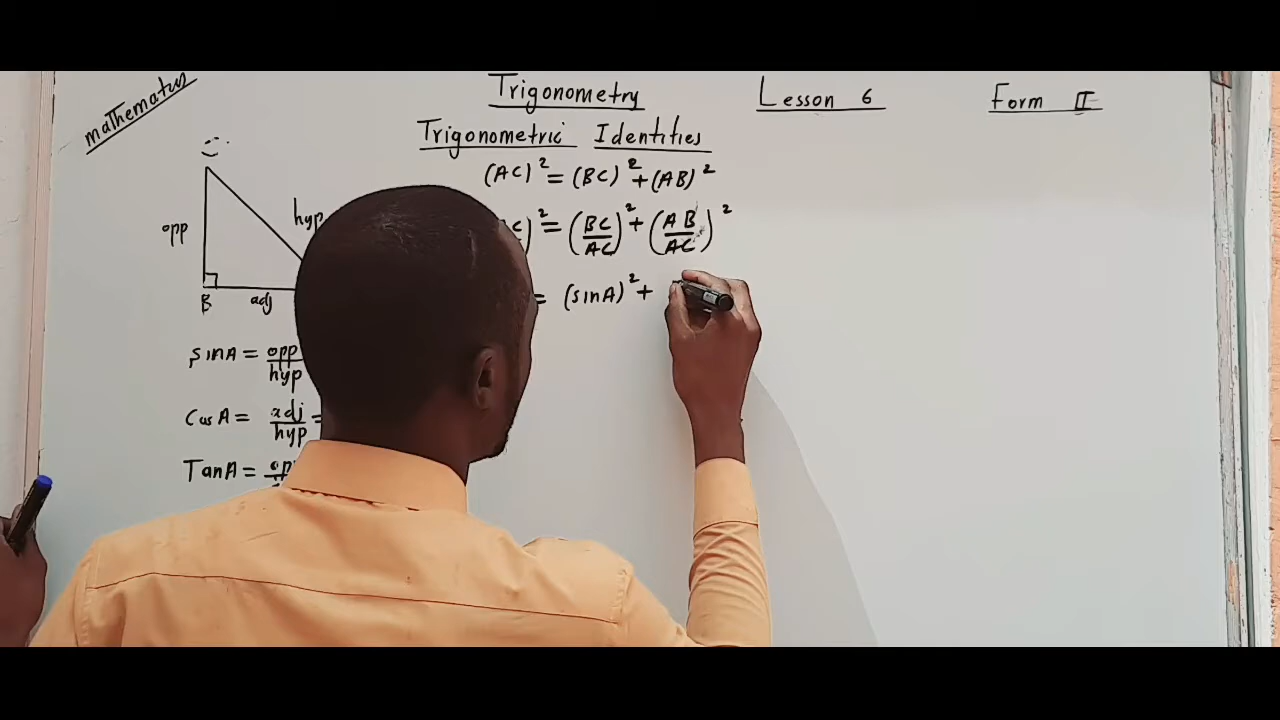 mathematics
Trigonometry Lesson 6 Form II
Trigonometric Identities
(AC)² = (BC)² + (AB)²
C)² = (BC/AC)² + (AB/AC)²
= (sinA)² +
opp
hyp
B
adj
sinA = opp/hyp
CosA = adj/hyp =
TanA =